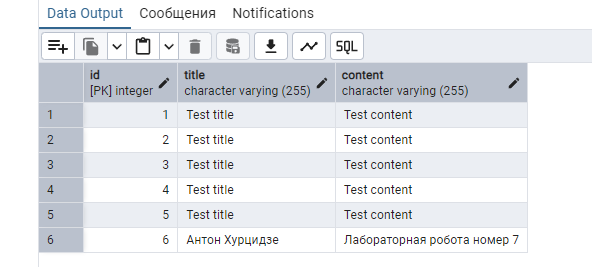 Data Output Сообщения Notifications
SQL
id title content
[PK] integer character varying (255) character varying (255)
1 1 Test title Test content
2 2 Test title Test content
3 3 Test title Test content
4 4 Test title Test content
5 5 Test title Test content
6 6 Антон Хурцидзе Лабораторная робота номер 7